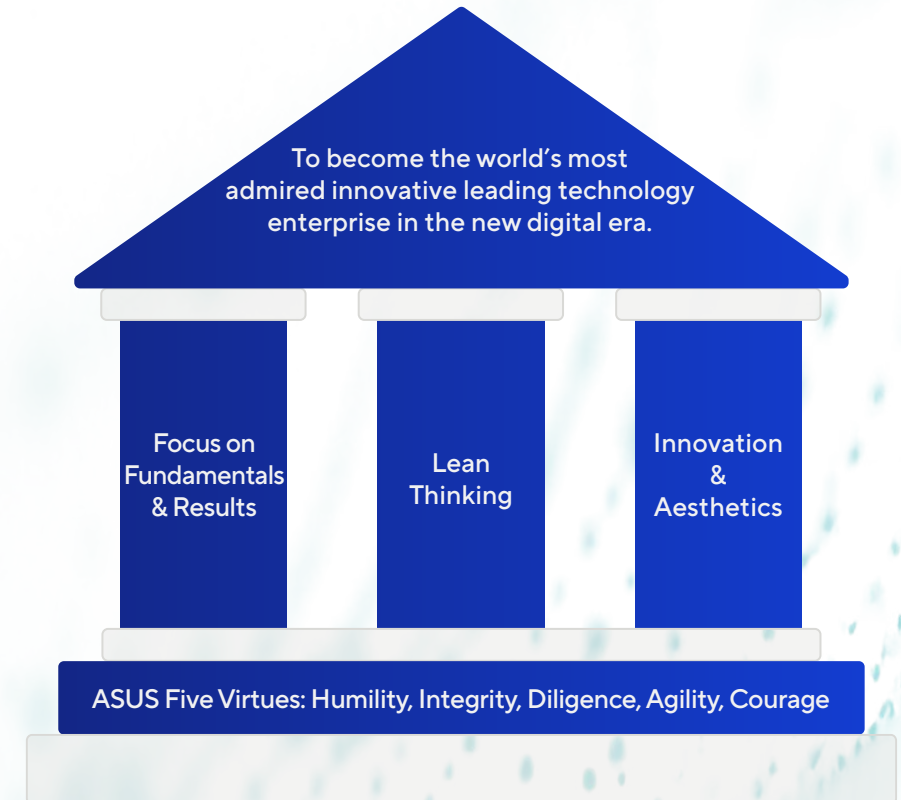 To become the world’s most
admired innovative leading technology
enterprise in the new digital era.
Focus on
Fundamentals
& Results
Lean
Thinking
Innovation
&
Aesthetics
ASUS Five Virtues: Humility, Integrity, Diligence, Agility, Courage